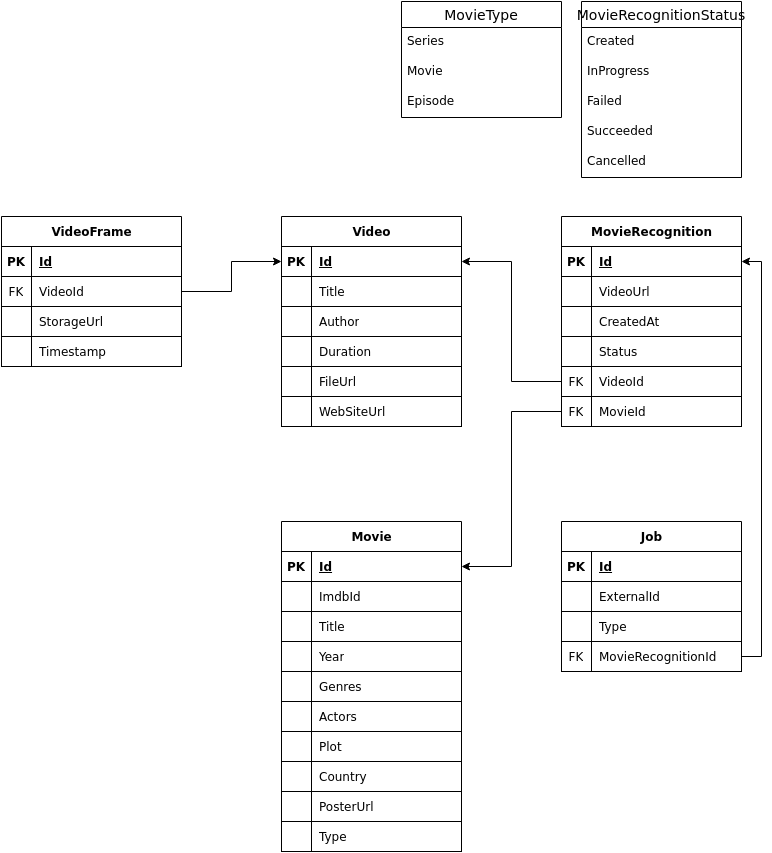 MovieType
Series
Movie
Episode
MovieRecognitionStatus
Created
InProgress
Failed
Succeeded
Cancelled
VideoFrame
PK Id
FK VideoId
StorageUrl
Timestamp
Video
PK Id
Title
Author
Duration
FileUrl
WebSiteUrl
MovieRecognition
PK Id
VideoUrl
CreatedAt
Status
FK VideoId
FK MovieId
Movie
PK Id
ImdbId
Title
Year
Genres
Actors
Plot
Country
PosterUrl
Type
Job
PK Id
ExternalId
Type
FK MovieRecognitionId